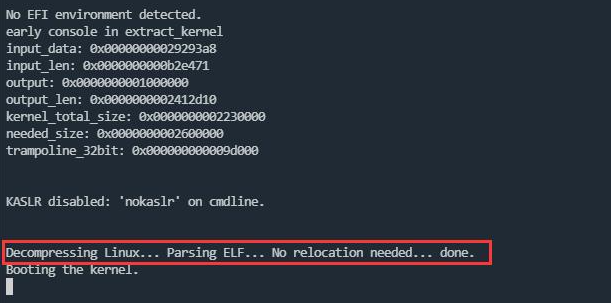 No EFI environment detected.
early console in extract_kernel
input_data: 0x00000000029293a8
input_len: 0x0000000000b2e471
output: 0x0000000001000000
output_len: 0x0000000002412d10
kernel_total_size: 0x0000000002230000
needed_size: 0x0000000002600000
trampoline_32bit: 0x000000000009d000
KASLR disabled: 'nokaslr' on cmdline.
Decompressing Linux... Parsing ELF... No relocation needed... done.
Booting the kernel.